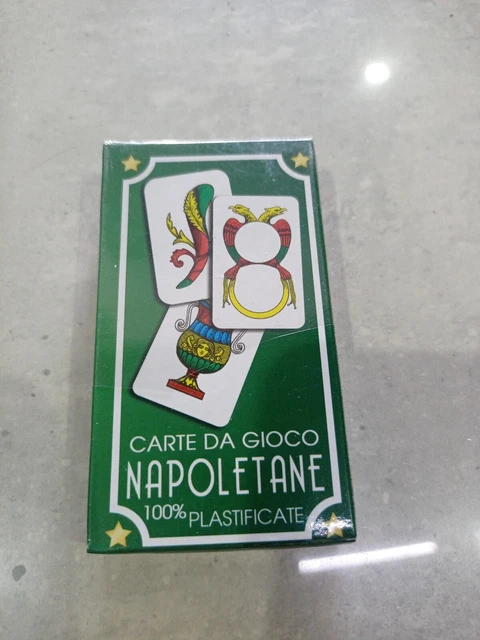 CARTE DA GIOCO
NAPOLETANE
100% PLASTIFICATE